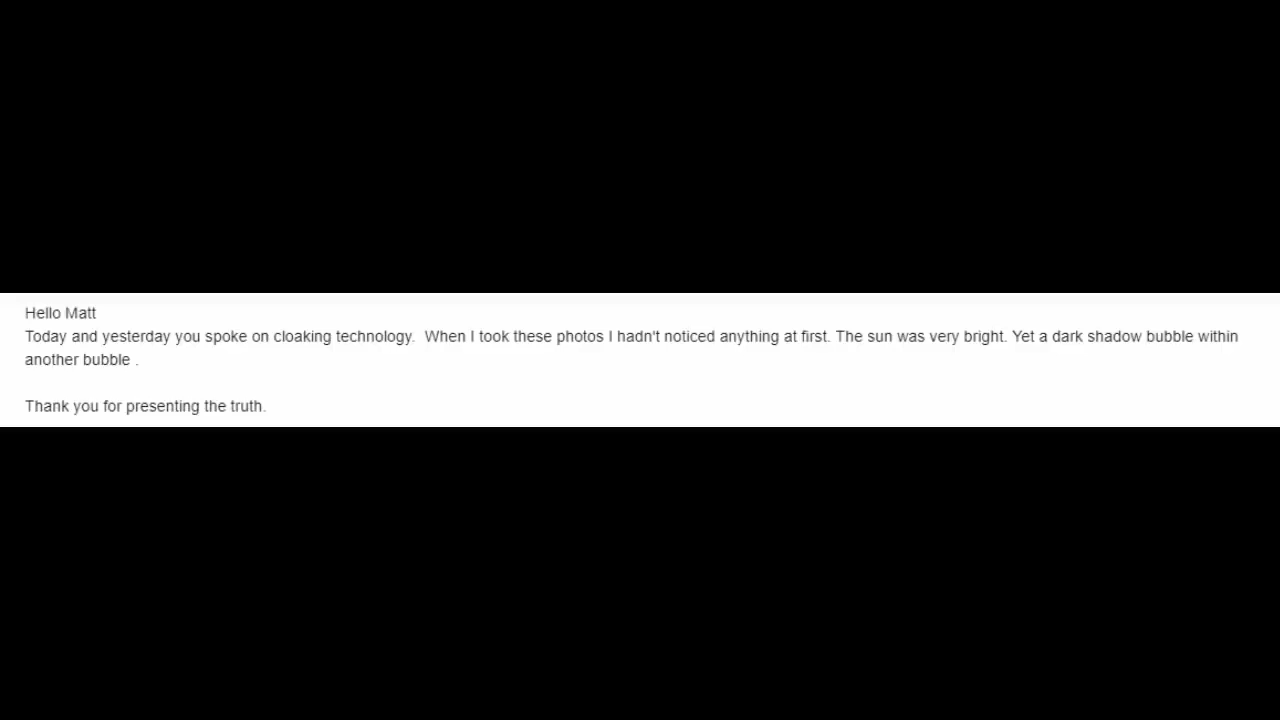 Hello Matt
Today and yesterday you spoke on cloaking technology.  When I took these photos I hadn't noticed anything at first. The sun was very bright. Yet a dark shadow bubble within
another bubble .
Thank you for presenting the truth.